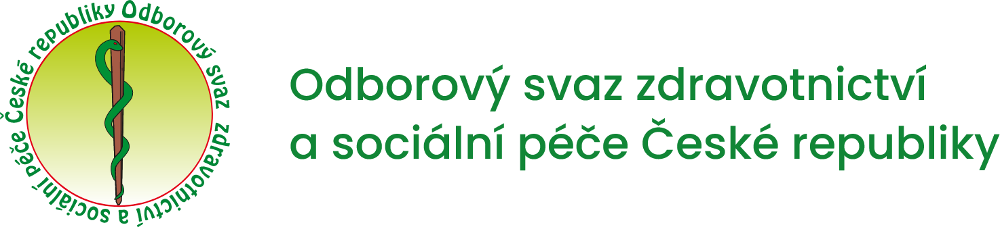 Odborový svaz zdravotnictví a sociální péče České republiky
Odborový svaz zdravotnictví
a sociální péče České republiky